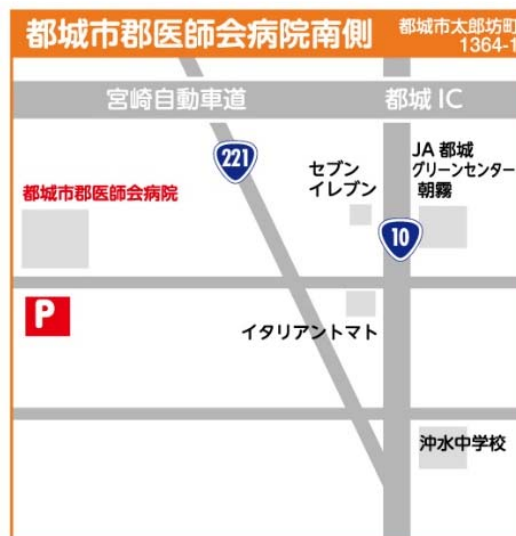 都城市郡医師会病院南側
都城市太郎坊町
1364-1
宮崎自動車道
都城 IC
221
セブン
イレブン
JA 都城
グリーンセンター
朝霧
都城市郡医師会病院
10
P
イタリアントマト
沖水中学校